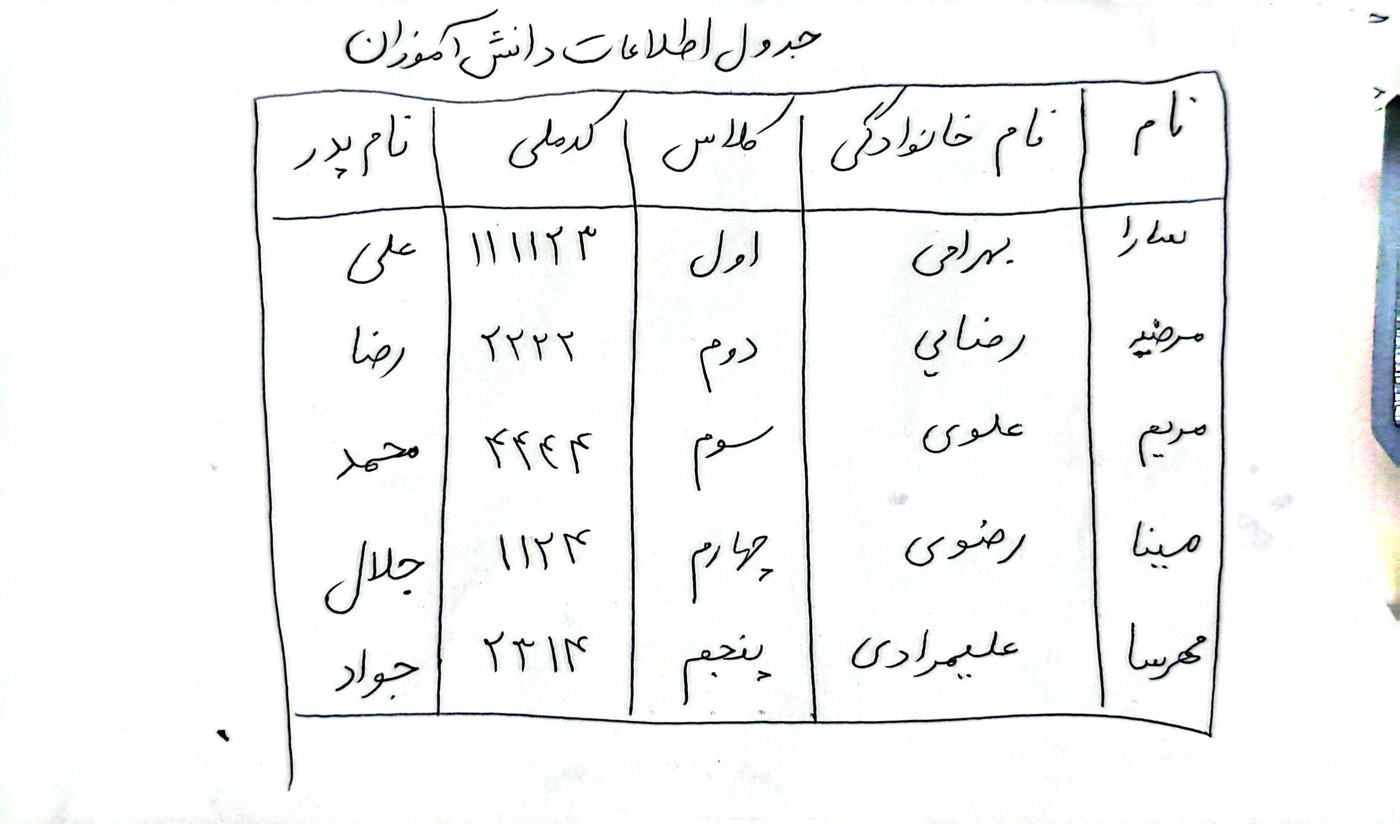 جدول اطلاعات دانش آموزان
نام نام خانوادگی کلاس کدملی نام پدر
سارا بهرامی اول ۱۱۱۱۲۳ علی
مرضیه رضایی دوم ۲۲۲۲ رضا
مریم علوی سوم ۴۴۴۴ محمد
مینا رضوی چهارم ۱۱۲۴ جلال
مهرسا علیمرادی پنجم ۲۳۱۴ جواد